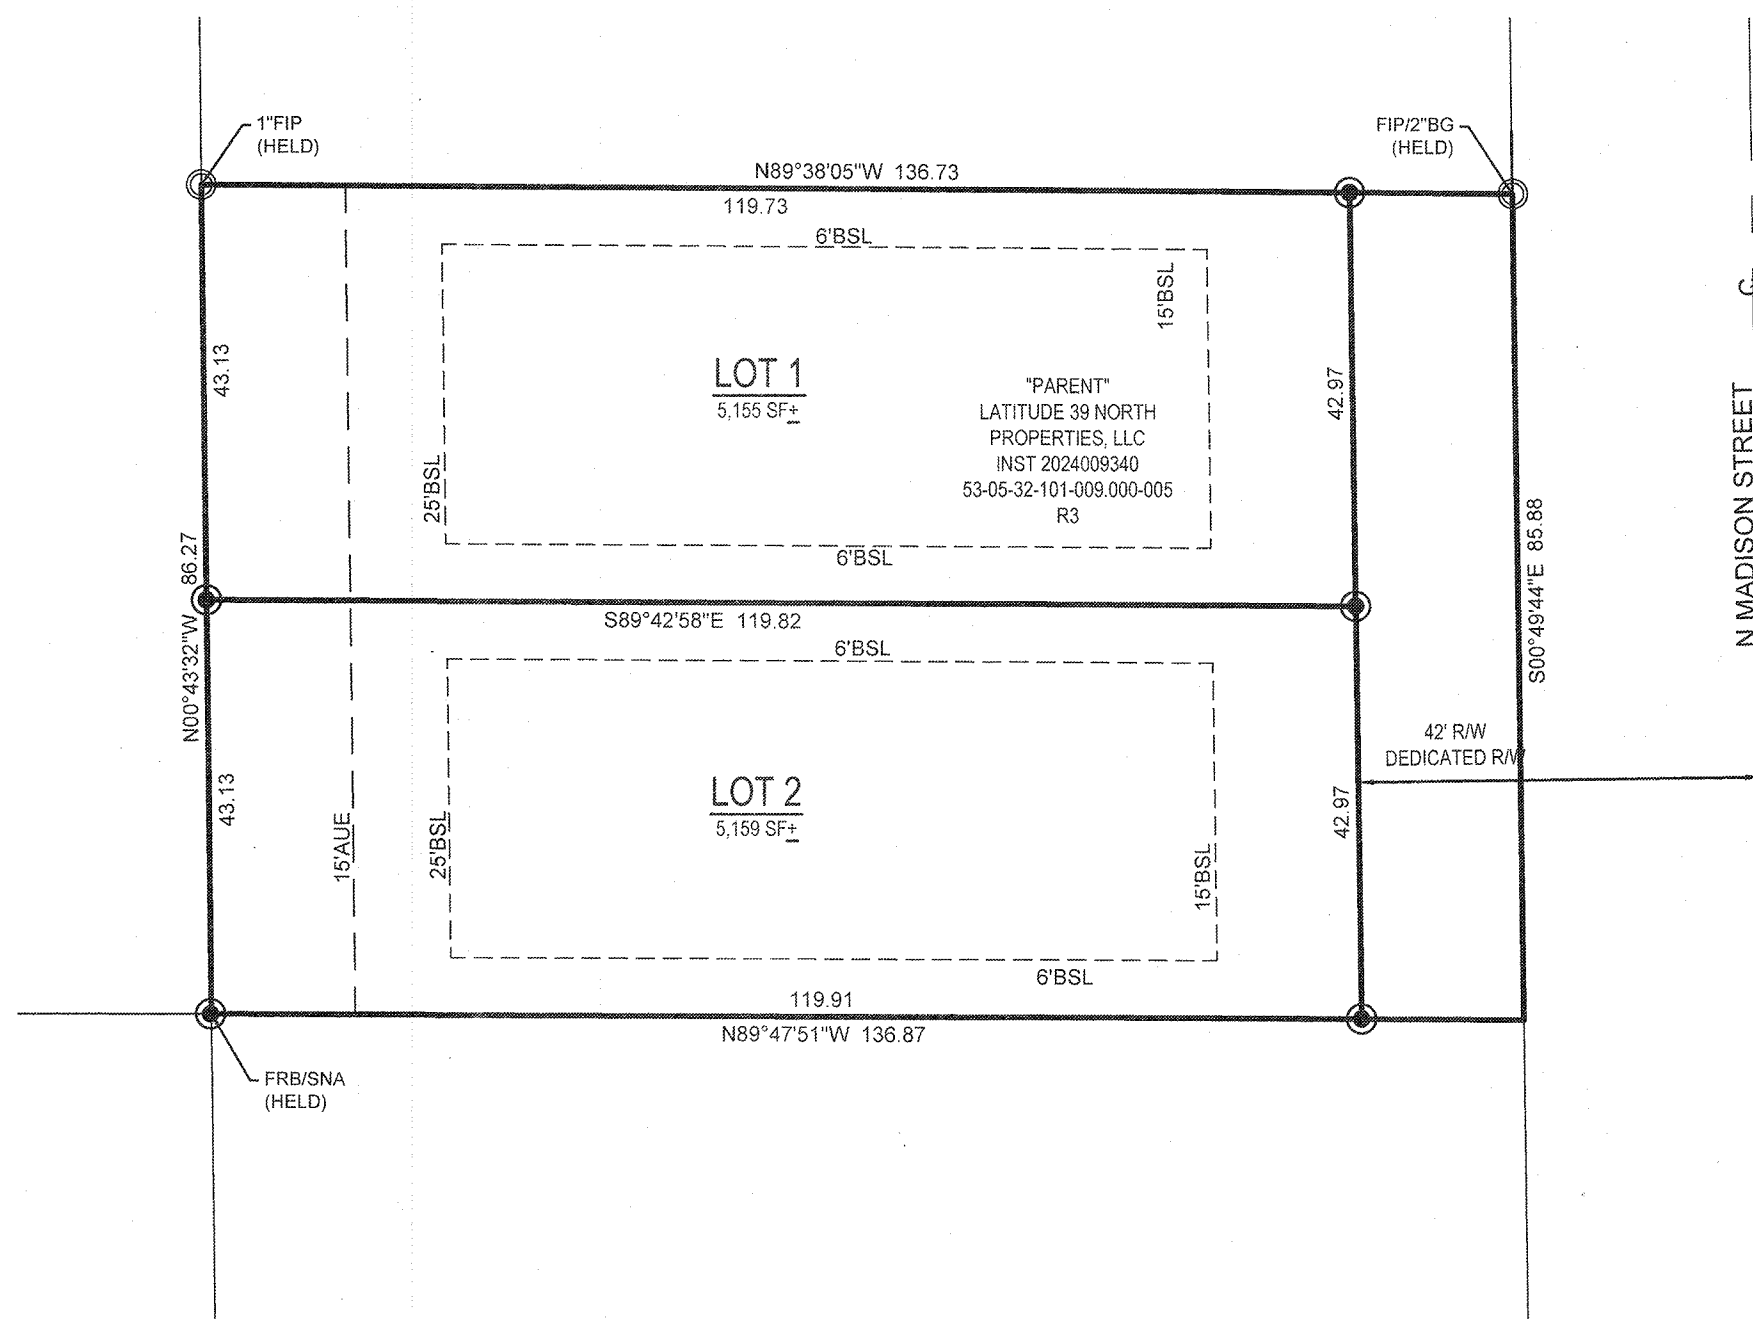 1"FIP
(HELD)
FIP/2"BG
(HELD)
N89°38'05"W 136.73
119.73
6'BSL
15'BSL
43.13
LOT 1
5,155 SF±
"PARENT"
LATITUDE 39 NORTH
PROPERTIES, LLC
INST 2024009340
53-05-32-101-009.000-005
R3
42.97
25'BSL
6'BSL
N00°43'32"W 86.27
S89°42'58"E 119.82
S00°49'44"E 85.88
N MADISON STREET
6'BSL
42' R/W
DEDICATED R/W
43.13
LOT 2
5,159 SF±
15'AUE
25'BSL
15'BSL
42.97
6'BSL
119.91
N89°47'51"W 136.87
FRB/SNA
(HELD)